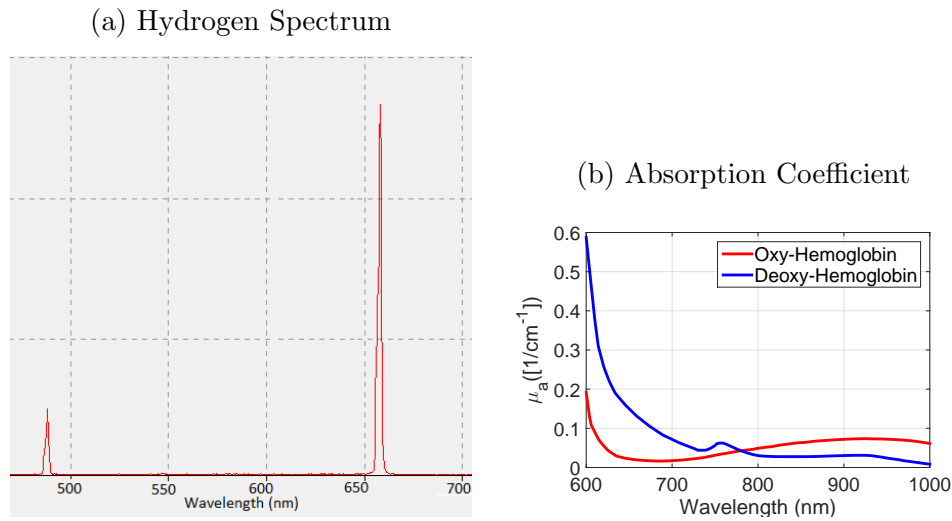 (a) Hydrogen Spectrum
500 550 600 650 700
Wavelength (nm)
(b) Absorption Coefficient
0.6
0.5
0.4
0.3
0.2
0.1
0
μa([1/cm-1])
Oxy-Hemoglobin
Deoxy-Hemoglobin
600 700 800 900 1000
Wavelength (nm)